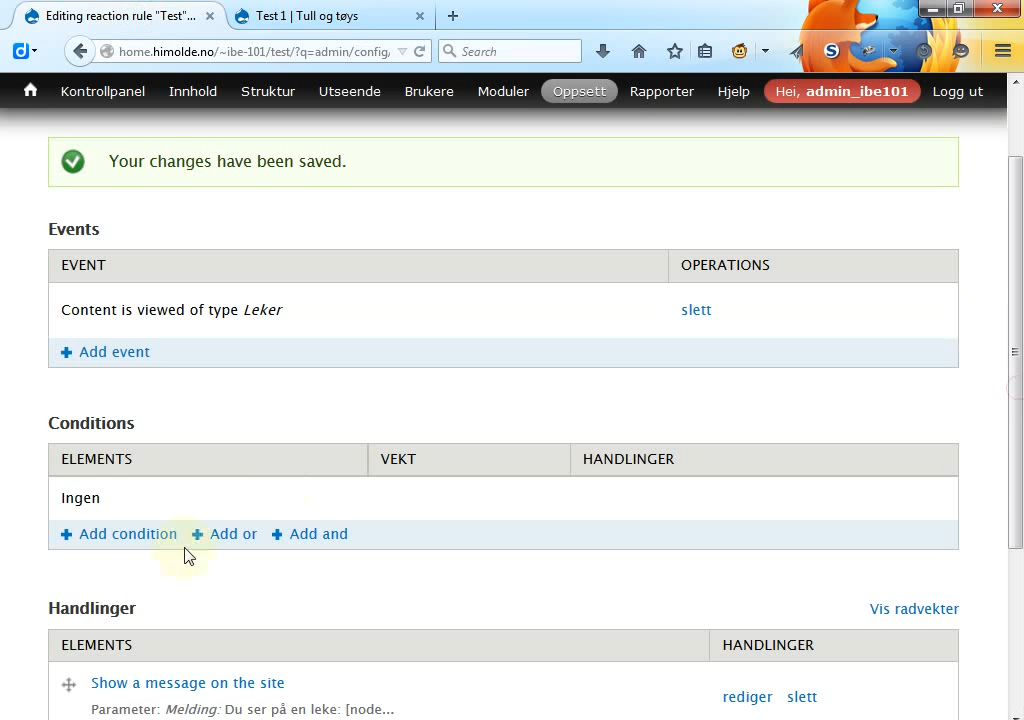 Editing reaction rule "Test"...
Test 1 | Tull og tøys
home.himolde.no/~ibe-101/test/?q=admin/config,
Search
Kontrollpanel Innhold Struktur Utseende Brukere Moduler Oppsett Rapporter Hjelp Hei, admin_ibe101 Logg ut
Your changes have been saved.
Events
EVENT OPERATIONS
Content is viewed of type Leker slett
Add event
Conditions
ELEMENTS VEKT HANDLINGER
Ingen
Add condition Add or Add and
Handlinger Vis radvekter
ELEMENTS HANDLINGER
Show a message on the site
rediger slett
Parameter: Melding: Du ser på en leke: [node...